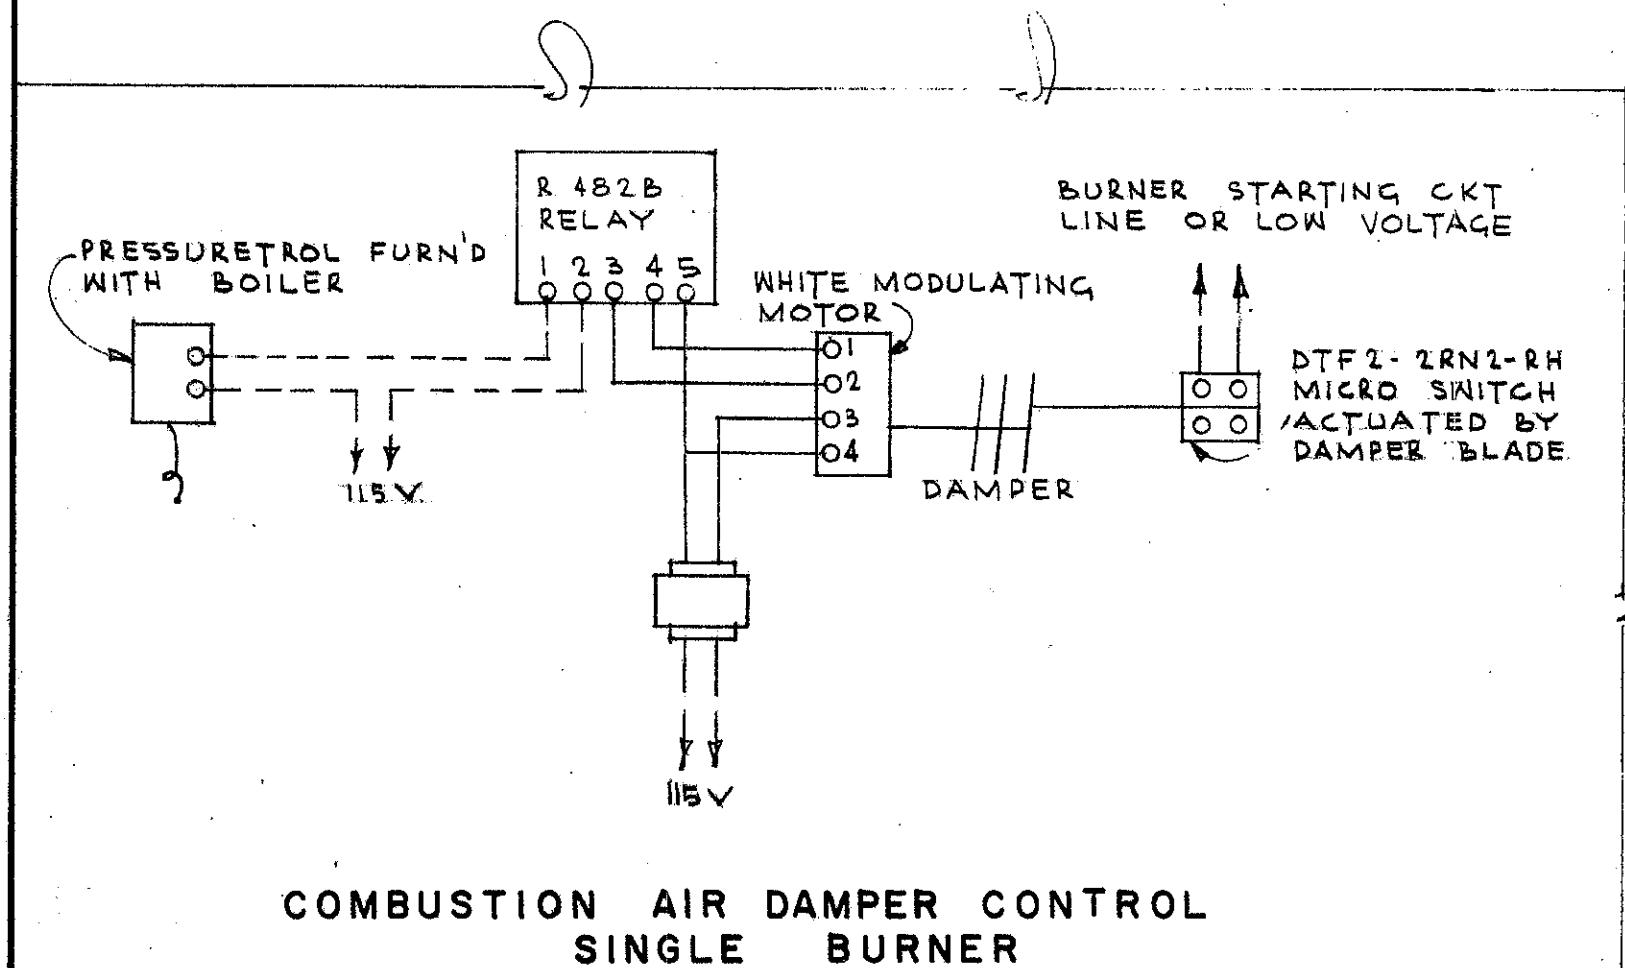 R 482B
RELAY
1 2 3 4 5
PRESSURETROL FURN'D
WITH BOILER
115 V
WHITE MODULATING
MOTOR
1
2
3
4
DAMPER
BURNER STARTING CKT
LINE OR LOW VOLTAGE
DTF2-2RN2-RH
MICRO SWITCH
ACTUATED BY
DAMPER BLADE
115 V
COMBUSTION AIR DAMPER CONTROL
SINGLE BURNER